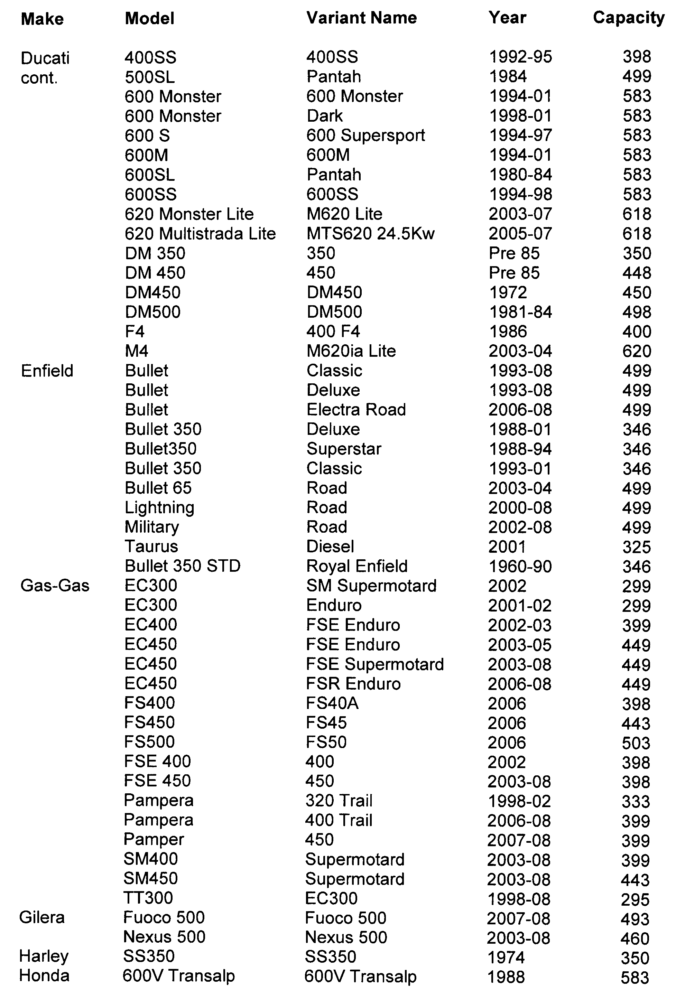 Make Model Variant Name Year Capacity
Ducati 400SS 400SS 1992-95 398
cont. 500SL Pantah 1984 499
600 Monster 600 Monster 1994-01 583
600 Monster Dark 1998-01 583
600 S 600 Supersport 1994-97 583
600M 600M 1994-01 583
600SL Pantah 1980-84 583
600SS 600SS 1994-98 583
620 Monster Lite M620 Lite 2003-07 618
620 Multistrada Lite MTS620 24.5Kw 2005-07 618
DM 350 350 Pre 85 350
DM 450 450 Pre 85 448
DM450 DM450 1972 450
DM500 DM500 1981-84 498
F4 400 F4 1986 400
M4 M620ia Lite 2003-04 620
Enfield Bullet Classic 1993-08 499
Bullet Deluxe 1993-08 499
Bullet Electra Road 2006-08 499
Bullet 350 Deluxe 1988-01 346
Bullet350 Superstar 1988-94 346
Bullet 350 Classic 1993-01 346
Bullet 65 Road 2003-04 499
Lightning Road 2000-08 499
Military Road 2002-08 499
Taurus Diesel 2001 325
Bullet 350 STD Royal Enfield 1960-90 346
Gas-Gas EC300 SM Supermotard 2002 299
EC300 Enduro 2001-02 299
EC400 FSE Enduro 2002-03 399
EC450 FSE Enduro 2003-05 449
EC450 FSE Supermotard 2003-08 449
EC450 FSR Enduro 2006-08 449
FS400 FS40A 2006 398
FS450 FS45 2006 443
FS500 FS50 2006 503
FSE 400 400 2002 398
FSE 450 450 2003-08 398
Pampera 320 Trail 1998-02 333
Pampera 400 Trail 2006-08 399
Pamper 450 2007-08 399
SM400 Supermotard 2003-08 399
SM450 Supermotard 2003-08 443
TT300 EC300 1998-08 295
Gilera Fuoco 500 Fuoco 500 2007-08 493
Nexus 500 Nexus 500 2003-08 460
Harley SS350 SS350 1974 350
Honda 600V Transalp 600V Transalp 1988 583